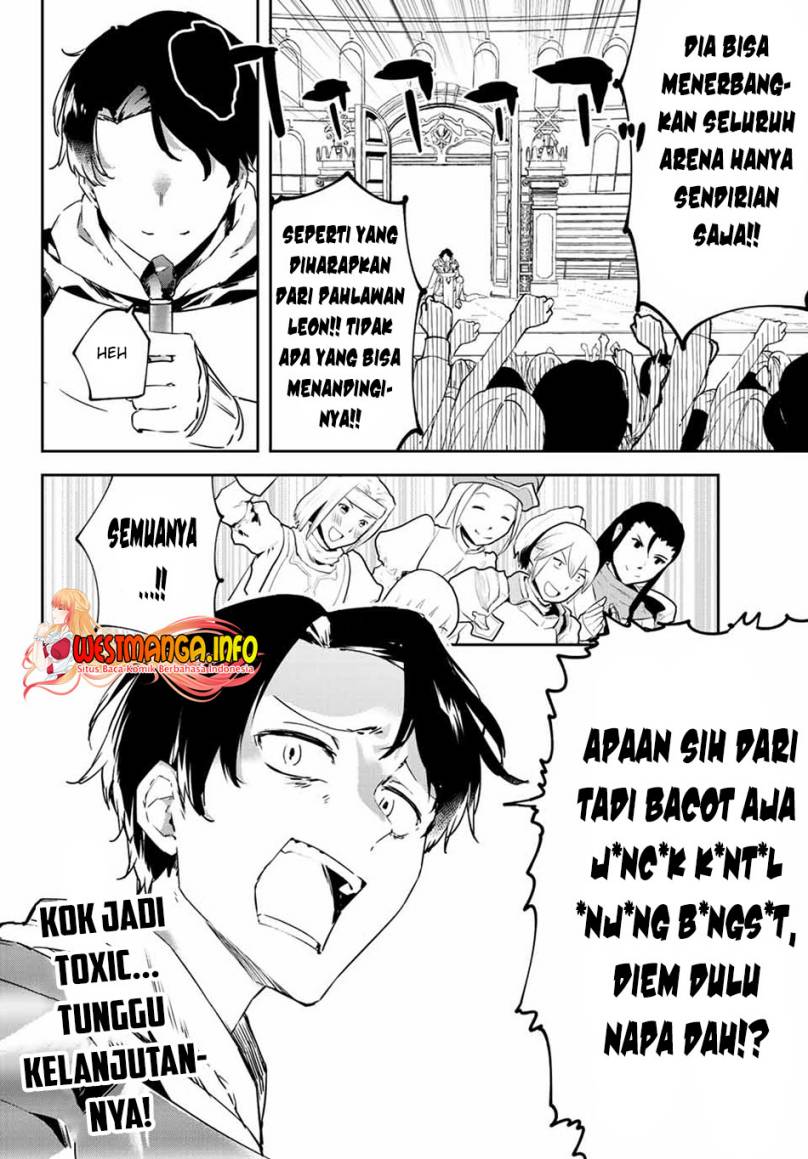 DIA BISA
MENERBANG-
KAN SELURUH
ARENA HANYA
SENDIRIAN
SAJA!!
SEPERTI YANG
DIHARAPKAN
DARI PAHLAWAN
LEON!! TIDAK
ADA YANG BISA
MENANDINGI-
NYA!!
HEH
SEMUANYA
....!!
WESTMANGA.INFO
Situs Baca Komik Berbahasa Indonesia
APAAN SIH DARI
TADI BACOT AJA
J*NC*K K*NT*L
*NJ*NG B*NGS*T,
DIEM DULU
NAPA DAH!?
KOK JADI
TOXIC...
TUNGGU
KELANJUTAN-
NYA!